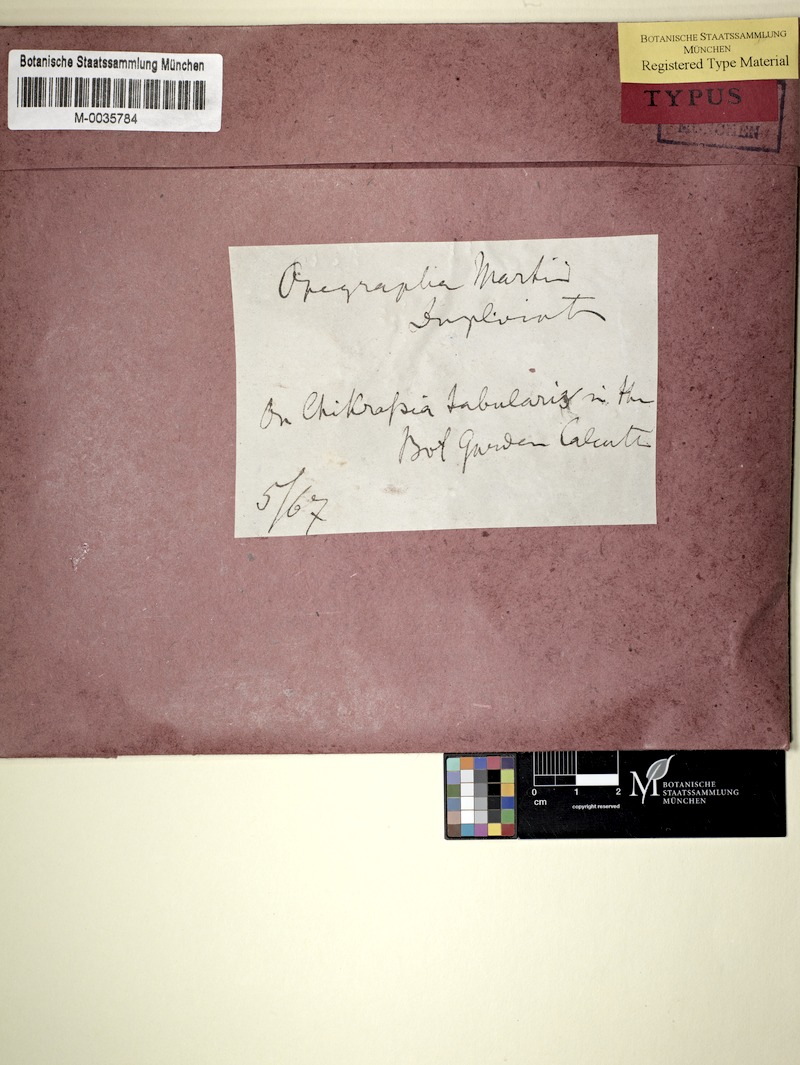 Botanische Staatssammlung München
M-0035784
BOTANISCHE STAATSSAMMLUNG
MÜNCHEN
Registered Type Material
TYPUS
MÜNCHEN
Opegrapha Martii
On Chikrassia tabularis in the
Bot Garden Calcutta
5/67
0 1 2
cm
copyright reserved
M BOTANISCHE
STAATSSAMMLUNG
MÜNCHEN